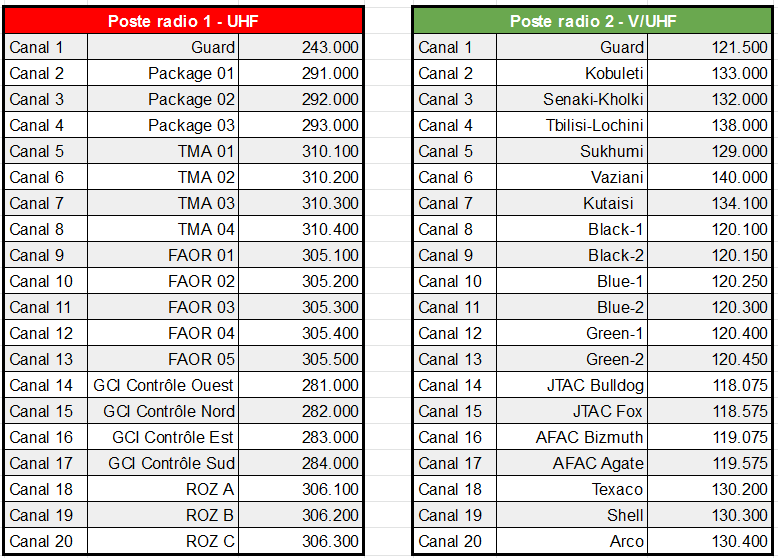 Poste radio 1 - UHF
Canal 1 Guard 243.000
Canal 2 Package 01 291.000
Canal 3 Package 02 292.000
Canal 4 Package 03 293.000
Canal 5 TMA 01 310.100
Canal 6 TMA 02 310.200
Canal 7 TMA 03 310.300
Canal 8 TMA 04 310.400
Canal 9 FAOR 01 305.100
Canal 10 FAOR 02 305.200
Canal 11 FAOR 03 305.300
Canal 12 FAOR 04 305.400
Canal 13 FAOR 05 305.500
Canal 14 GCI Contrôle Ouest 281.000
Canal 15 GCI Contrôle Nord 282.000
Canal 16 GCI Contrôle Est 283.000
Canal 17 GCI Contrôle Sud 284.000
Canal 18 ROZ A 306.100
Canal 19 ROZ B 306.200
Canal 20 ROZ C 306.300
Poste radio 2 - V/UHF
Canal 1 Guard 121.500
Canal 2 Kobuleti 133.000
Canal 3 Senaki-Kholki 132.000
Canal 4 Tbilisi-Lochini 138.000
Canal 5 Sukhumi 129.000
Canal 6 Vaziani 140.000
Canal 7 Kutaisi 134.100
Canal 8 Black-1 120.100
Canal 9 Black-2 120.150
Canal 10 Blue-1 120.250
Canal 11 Blue-2 120.300
Canal 12 Green-1 120.400
Canal 13 Green-2 120.450
Canal 14 JTAC Bulldog 118.075
Canal 15 JTAC Fox 118.575
Canal 16 AFAC Bizmuth 119.075
Canal 17 AFAC Agate 119.575
Canal 18 Texaco 130.200
Canal 19 Shell 130.300
Canal 20 Arco 130.400